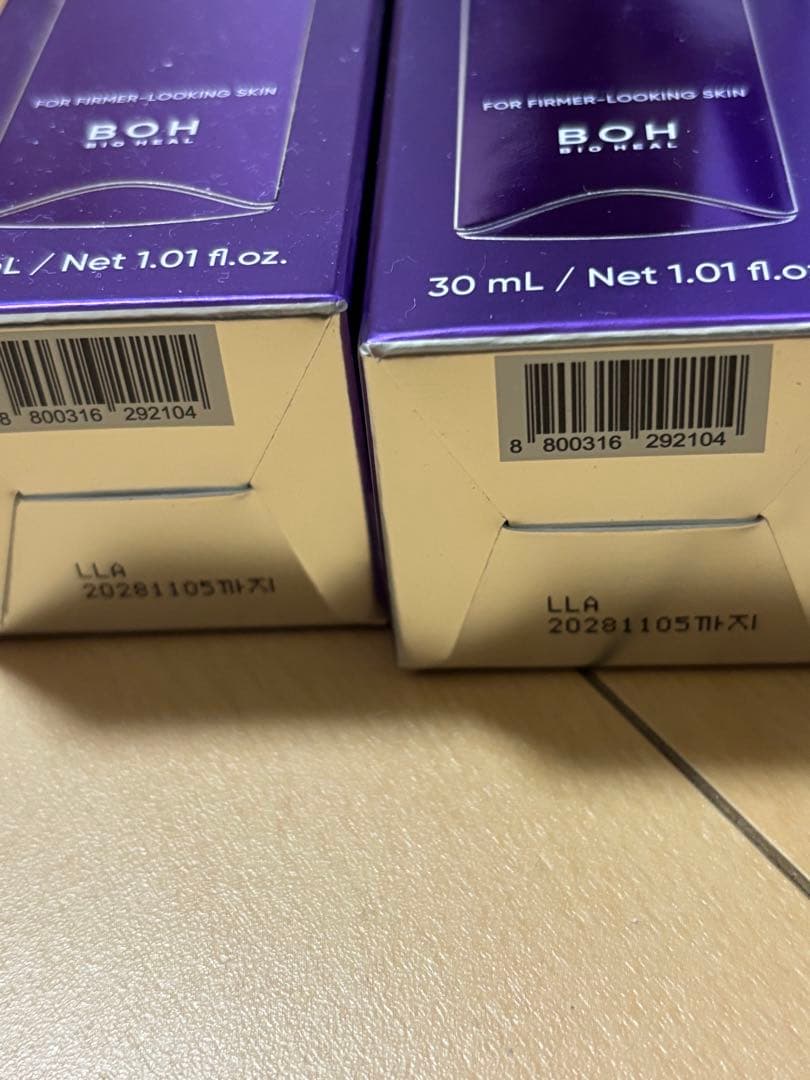 FOR FIRMER-LOOKING SKIN
BOH
BIO HEAL
L / Net 1.01 fl.oz.
8 800316 292104
LLA
20281105까지
FOR FIRMER-LOOKING SKIN
BOH
BIO HEAL
30 mL / Net 1.01 fl.o
8 800316 292104
LLA
20281105까지